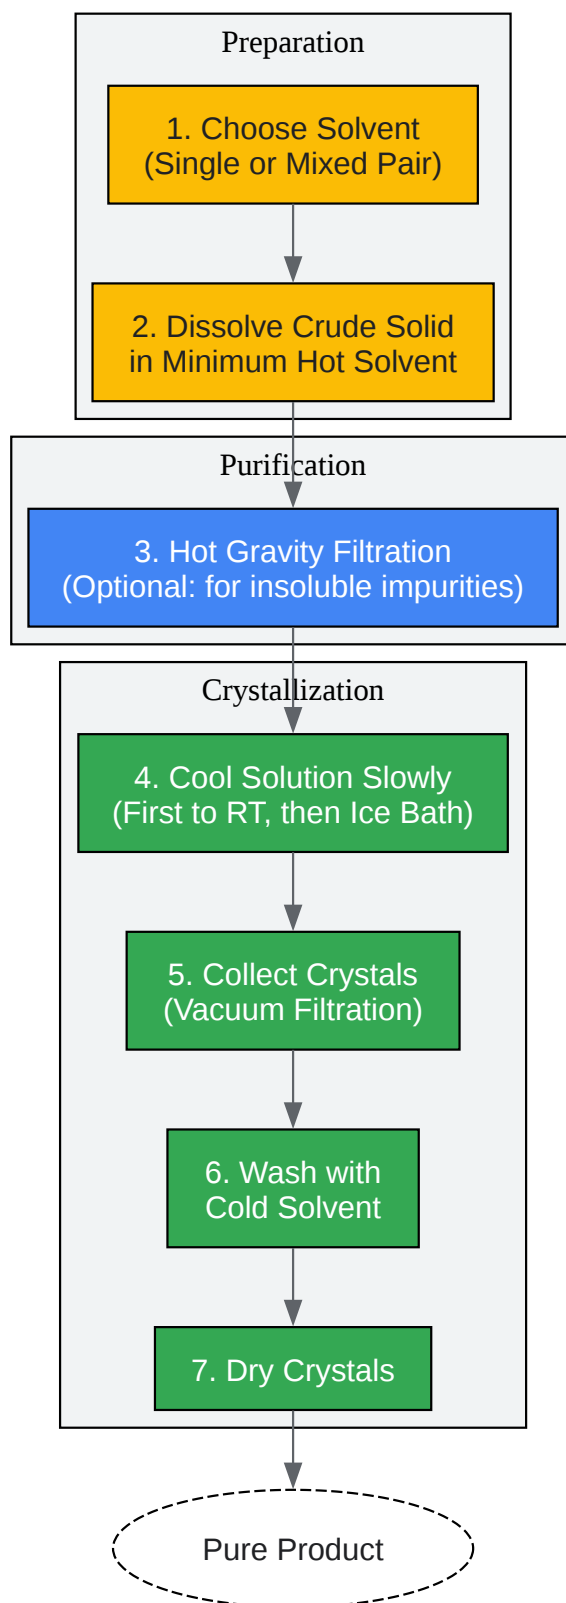 Preparation
1. Choose Solvent
(Single or Mixed Pair)
2. Dissolve Crude Solid
in Minimum Hot Solvent
Purification
3. Hot Gravity Filtration
(Optional: for insoluble impurities)
Crystallization
4. Cool Solution Slowly
(First to RT, then Ice Bath)
5. Collect Crystals
(Vacuum Filtration)
6. Wash with
Cold Solvent
7. Dry Crystals
Pure Product